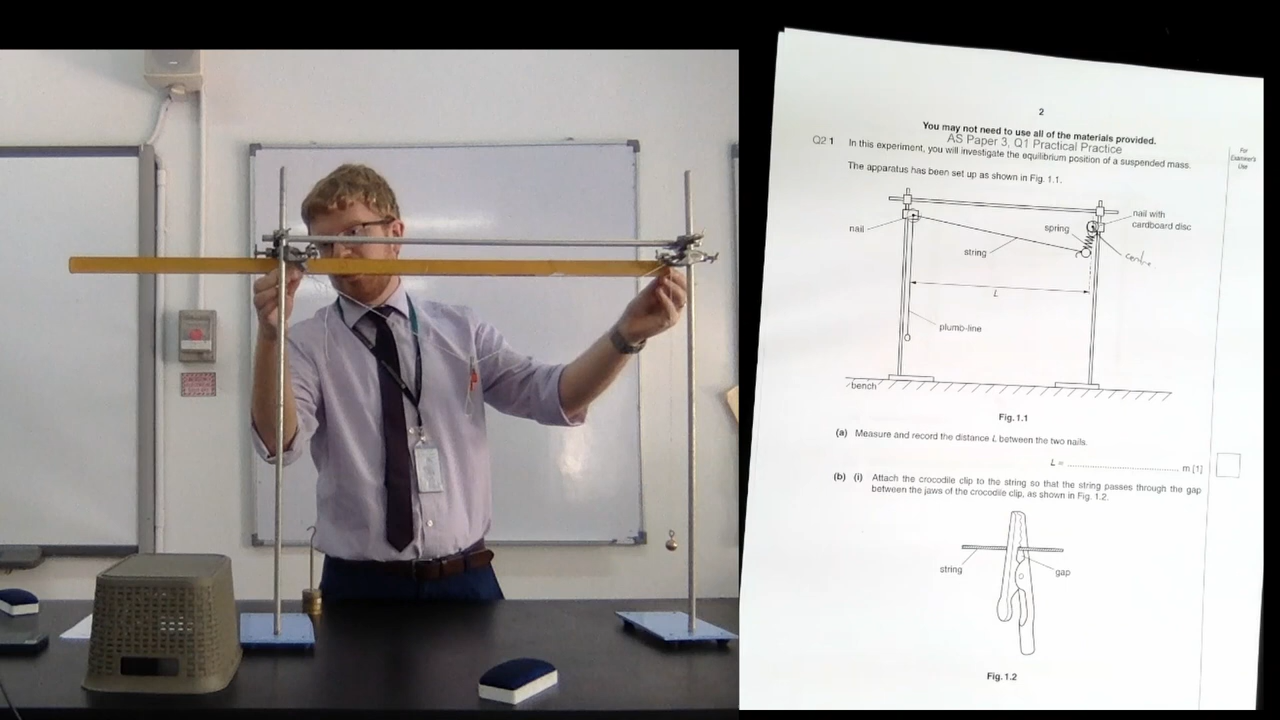 2
You may not need to use all of the materials provided.
AS Paper 3, Q1 Practical Practice
Q2 1 In this experiment, you will investigate the equilibrium position of a suspended mass.
For
Examiner's
Use
The apparatus has been set up as shown in Fig. 1.1.
nail
spring
nail with
cardboard disc
string
centre
L
plumb-line
bench
Fig. 1.1
(a) Measure and record the distance L between the two nails.
L = ................................ m [1]
(b) (i) Attach the crocodile clip to the string so that the string passes through the gap
between the jaws of the crocodile clip, as shown in Fig. 1.2.
string
gap
Fig. 1.2